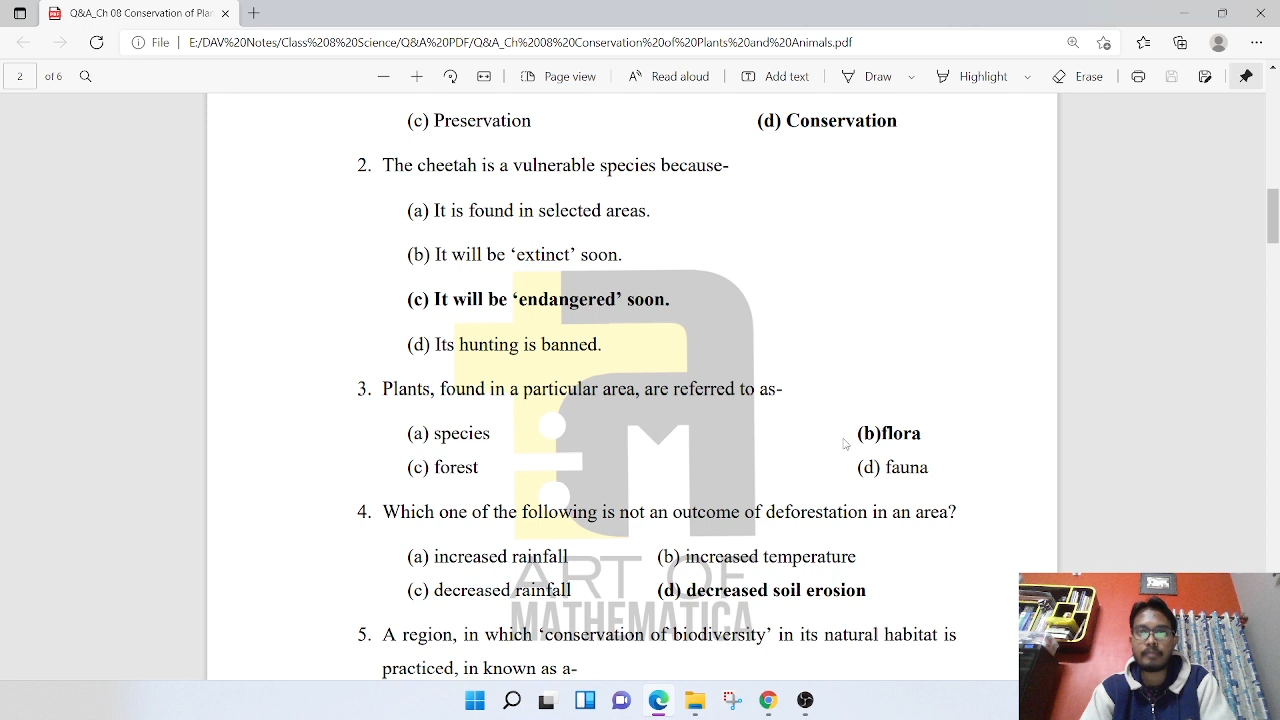 Q&A_Ch 08 Conservation of Plan
File | E:/DAV%20Notes/Class%208%20Science/Q&A%20PDF/Q&A_Ch%2008%20Conservation%20of%20Plants%20and%20Animals.pdf
2 of 6 Page view Read aloud Add text Draw Highlight Erase
(c) Preservation (d) Conservation
2. The cheetah is a vulnerable species because-
(a) It is found in selected areas.
(b) It will be ‘extinct’ soon.
(c) It will be ‘endangered’ soon.
(d) Its hunting is banned.
3. Plants, found in a particular area, are referred to as-
(a) species (b)flora
(c) forest (d) fauna
4. Which one of the following is not an outcome of deforestation in an area?
(a) increased rainfall (b) increased temperature
ART OF
(c) decreased rainfall (d) decreased soil erosion
MATHEMATICA
5. A region, in which ‘conservation of biodiversity’ in its natural habitat is
practiced, in known as a-